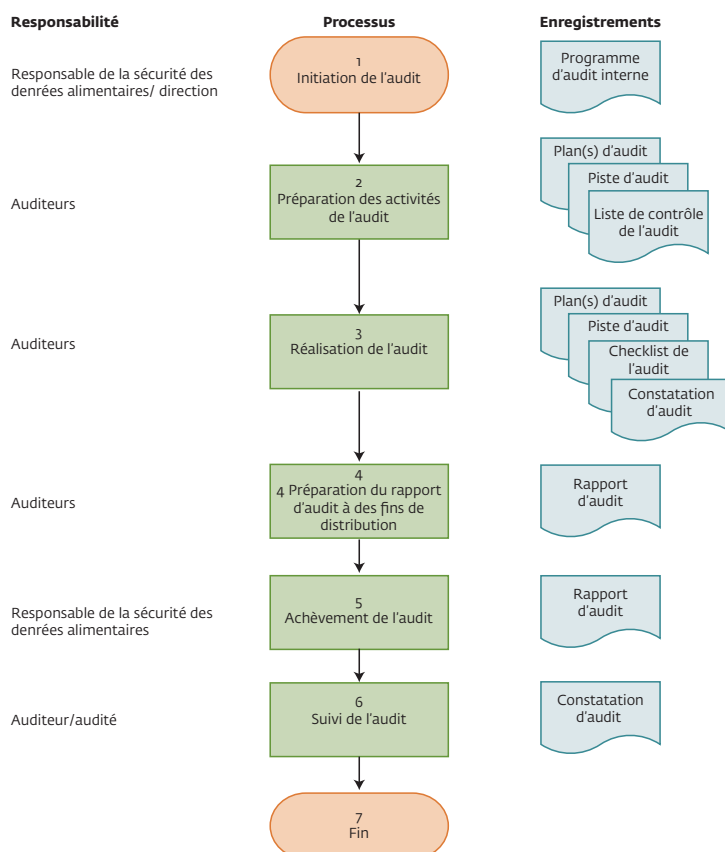 Responsabilité
Processus
Enregistrements
Responsable de la sécurité des
denrées alimentaires/ direction
1
Initiation de l'audit
Programme
d'audit interne
Auditeurs
2
Préparation des activités
de l'audit
Plan(s) d'audit
Piste d'audit
Liste de contrôle
de l'audit
Auditeurs
3
Réalisation de l'audit
Plan(s) d'audit
Piste d'audit
Checklist de
l'audit
Constatation
d'audit
Auditeurs
4
4 Préparation du rapport
d'audit à des fins de
distribution
Rapport
d'audit
Responsable de la sécurité des
denrées alimentaires
5
Achèvement de l'audit
Rapport
d'audit
Auditeur/audité
6
Suivi de l'audit
Constatation
d'audit
7
Fin